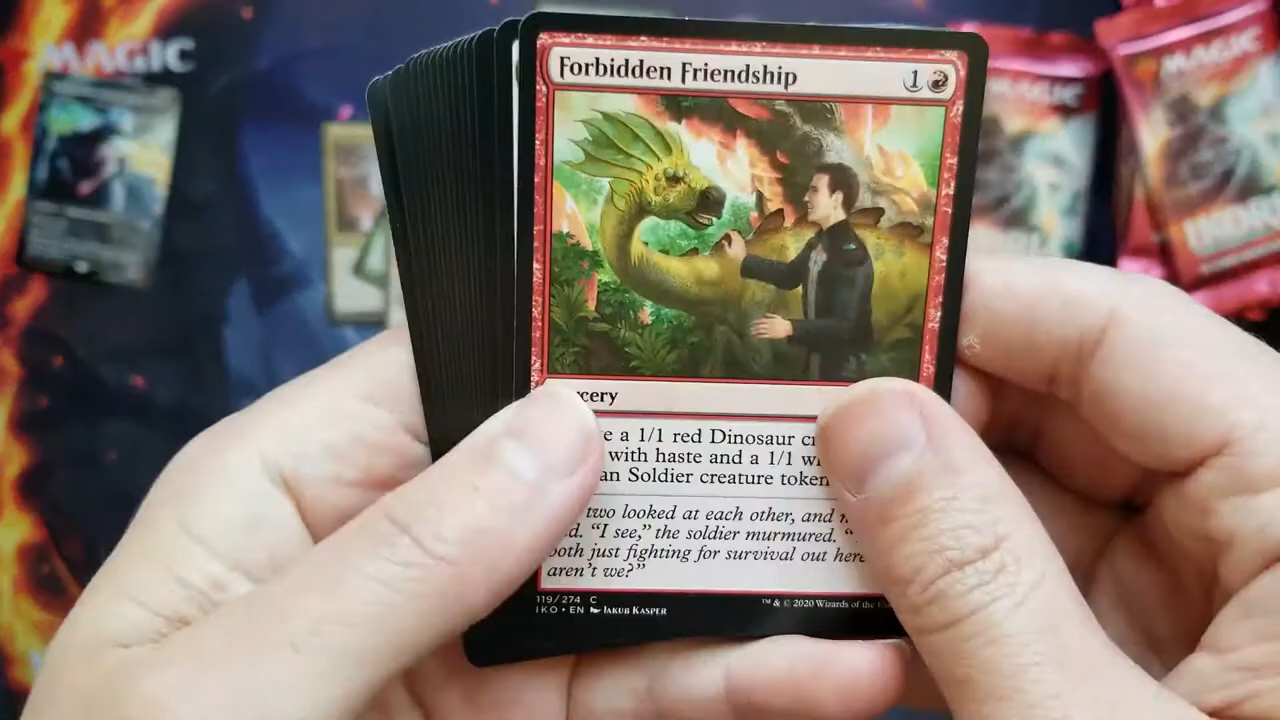 MAGIC
Forbidden Friendship
1
MAGIC
MAGIC
cery
e a 1/1 red Dinosaur c
with haste and a 1/1 w
an Soldier creature token
two looked at each other, and
d. "I see," the soldier murmured. "
both just fighting for survival out here
aren't we?"
119/274 C
IKO • EN JAKUB KASPER
™ & © 2020 Wizards of the